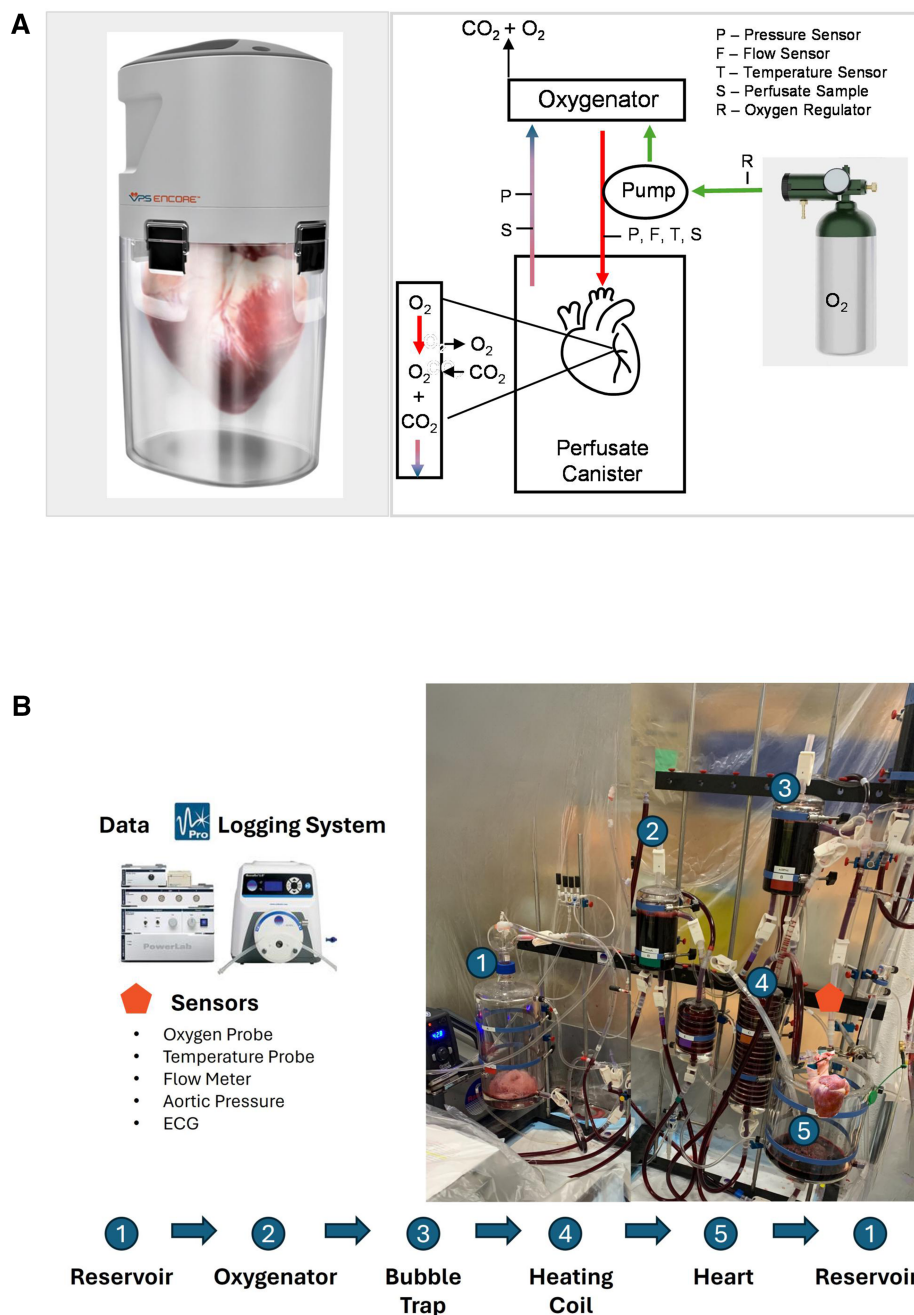 A
VPS ENCORE™
CO2 + O2
P – Pressure Sensor
F – Flow Sensor
T – Temperature Sensor
S – Perfusate Sample
R – Oxygen Regulator
Oxygenator
R
Pump
P
S
P, F, T, S
O2
O2
O2
O2
CO2
+
CO2
Perfusate
Canister
B
Data Pro Logging System
PowerLab
Sensors
• Oxygen Probe
• Temperature Probe
• Flow Meter
• Aortic Pressure
• ECG
1
2
3
4
5
1 2 3 4 5 1
Reservoir Oxygenator Bubble Trap Heating Coil Heart Reservoir